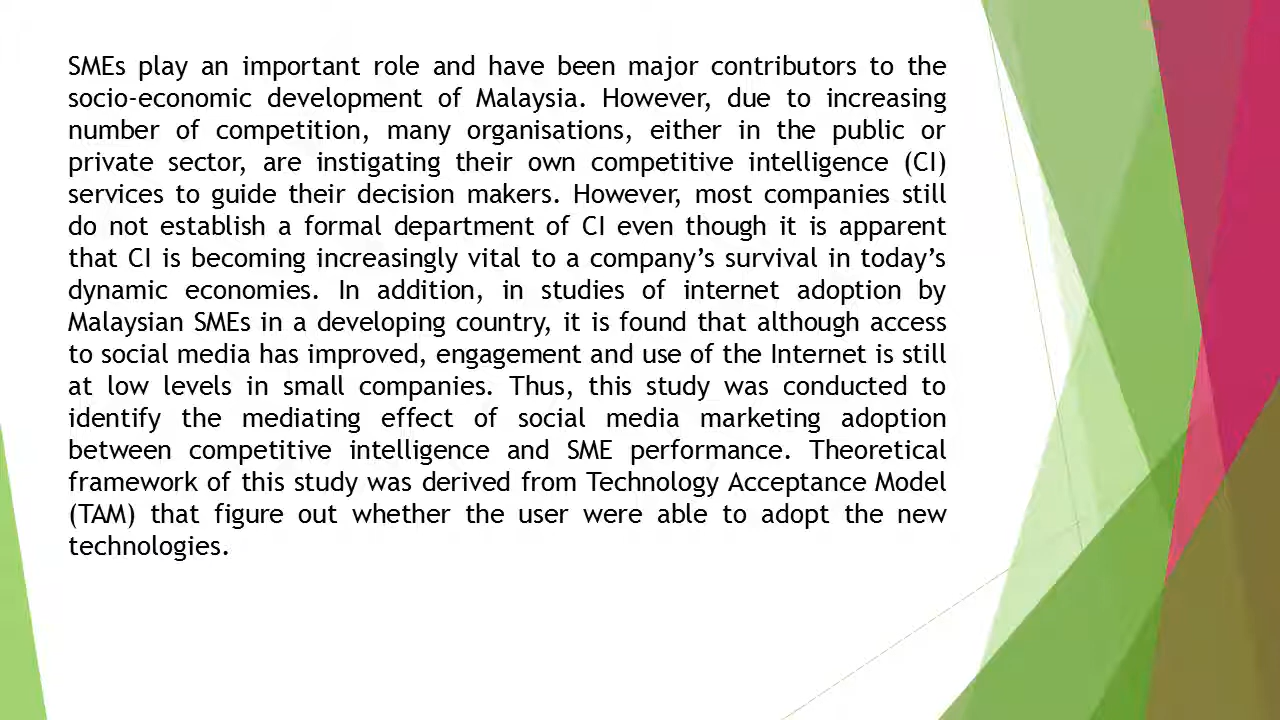 SMEs play an important role and have been major contributors to the
socio-economic development of Malaysia. However, due to increasing
number of competition, many organisations, either in the public or
private sector, are instigating their own competitive intelligence (CI)
services to guide their decision makers. However, most companies still
do not establish a formal department of CI even though it is apparent
that CI is becoming increasingly vital to a company’s survival in today’s
dynamic economies. In addition, in studies of internet adoption by
Malaysian SMEs in a developing country, it is found that although access
to social media has improved, engagement and use of the Internet is still
at low levels in small companies. Thus, this study was conducted to
identify the mediating effect of social media marketing adoption
between competitive intelligence and SME performance. Theoretical
framework of this study was derived from Technology Acceptance Model
(TAM) that figure out whether the user were able to adopt the new
technologies.